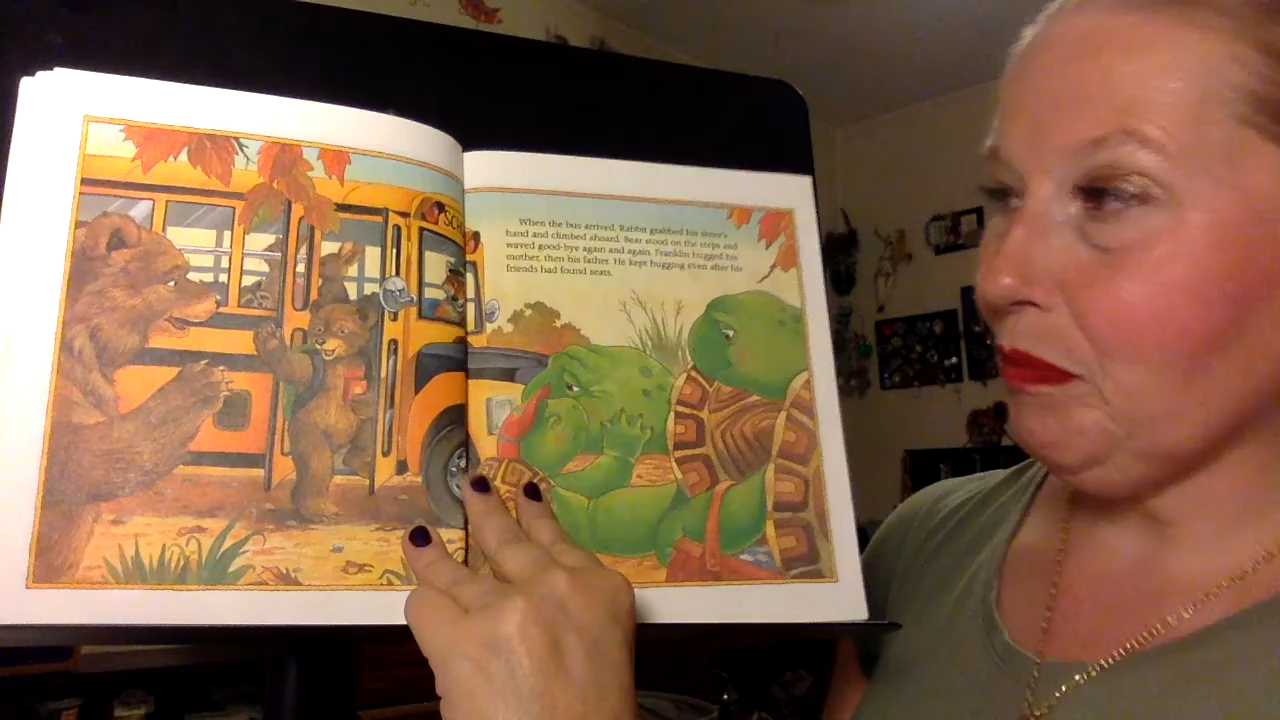 SCH
When the bus arrived, Rabbit grabbed his sister's
hand and climbed aboard. Bear stood on the steps and
waved good-bye again and again. Franklin hugged his
mother, then his father. He kept hugging even after his
friends had found seats.